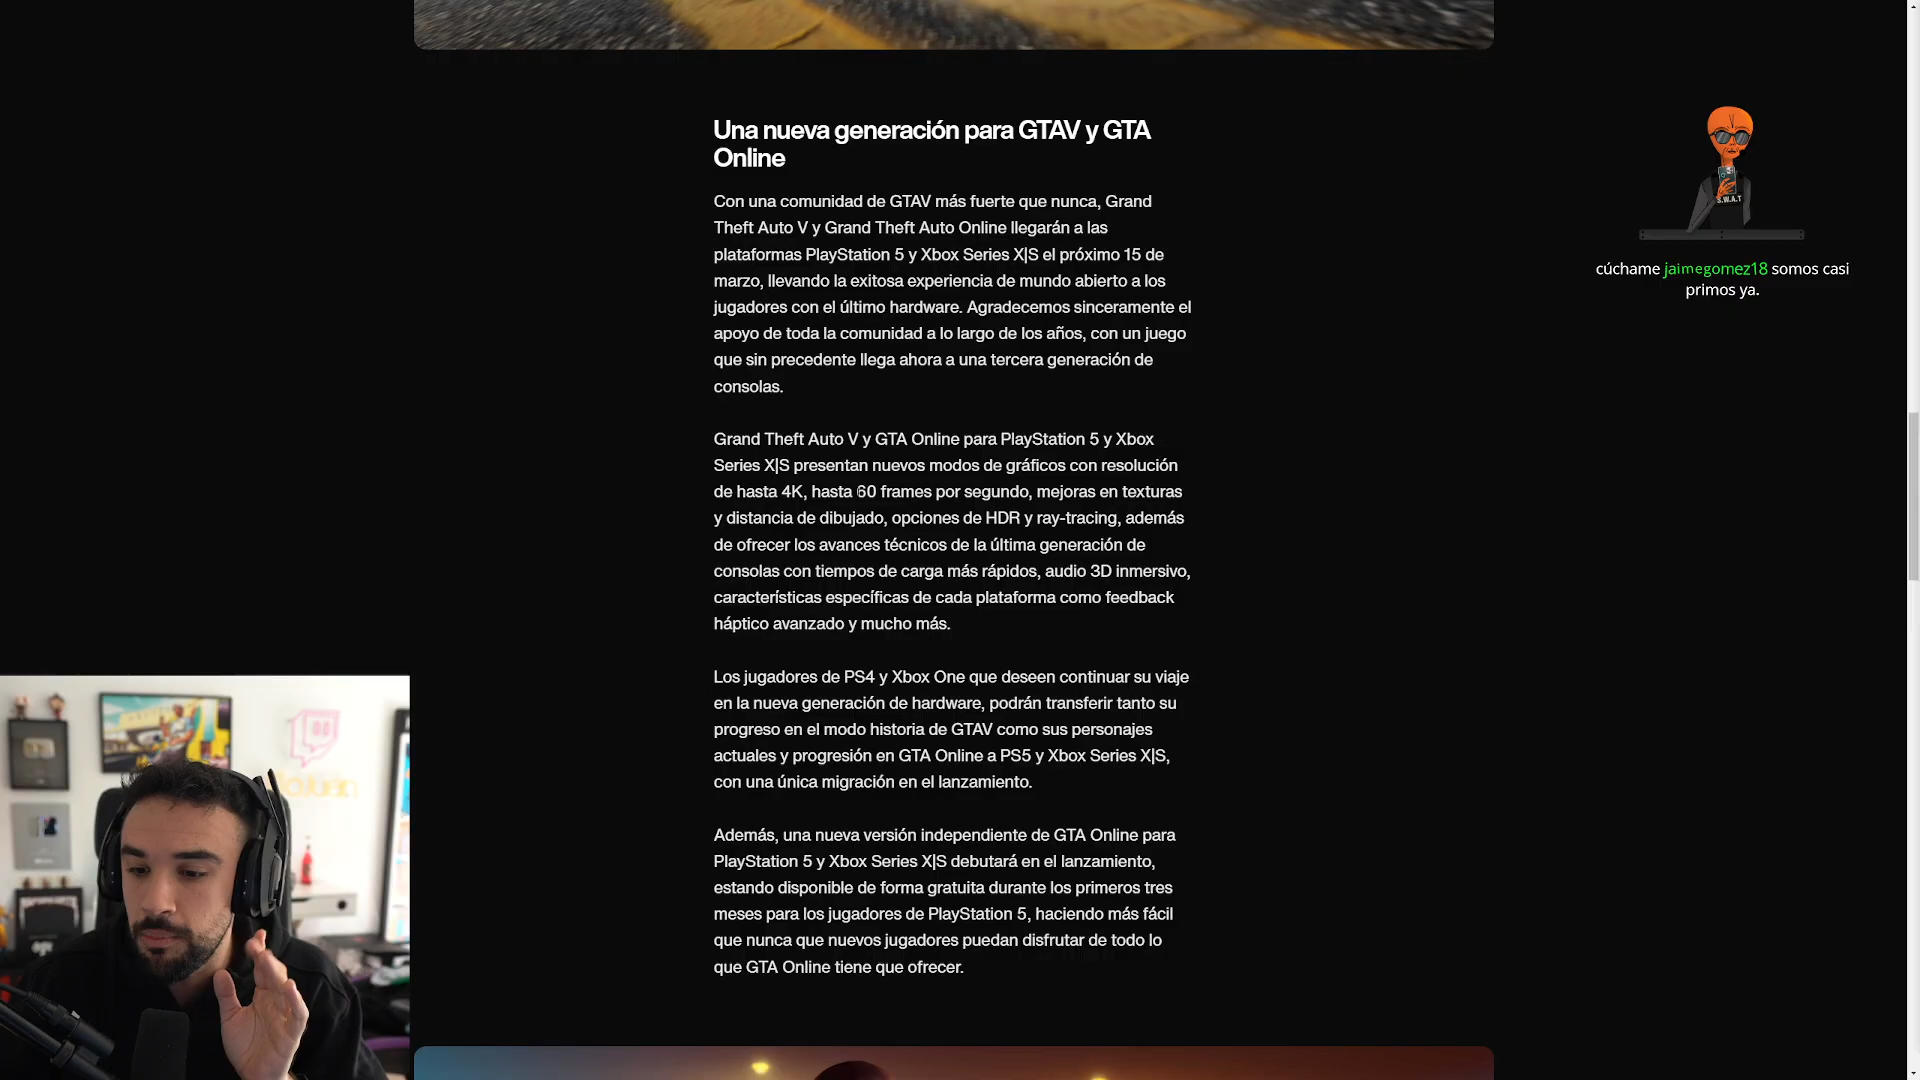 Una nueva generación para GTAV y GTA
Online
Con una comunidad de GTAV más fuerte que nunca, Grand
Theft Auto V y Grand Theft Auto Online llegarán a las
plataformas PlayStation 5 y Xbox Series X|S el próximo 15 de
marzo, llevando la exitosa experiencia de mundo abierto a los
jugadores con el último hardware. Agradecemos sinceramente el
apoyo de toda la comunidad a lo largo de los años, con un juego
que sin precedente llega ahora a una tercera generación de
consolas.
Grand Theft Auto V y GTA Online para PlayStation 5 y Xbox
Series X|S presentan nuevos modos de gráficos con resolución
de hasta 4K, hasta 60 frames por segundo, mejoras en texturas
y distancia de dibujado, opciones de HDR y ray-tracing, además
de ofrecer los avances técnicos de la última generación de
consolas con tiempos de carga más rápidos, audio 3D inmersivo,
características específicas de cada plataforma como feedback
háptico avanzado y mucho más.
Los jugadores de PS4 y Xbox One que deseen continuar su viaje
en la nueva generación de hardware, podrán transferir tanto su
progreso en el modo historia de GTAV como sus personajes
actuales y progresión en GTA Online a PS5 y Xbox Series X|S,
con una única migración en el lanzamiento.
Además, una nueva versión independiente de GTA Online para
PlayStation 5 y Xbox Series X|S debutará en el lanzamiento,
estando disponible de forma gratuita durante los primeros tres
meses para los jugadores de PlayStation 5, haciendo más fácil
que nunca que nuevos jugadores puedan disfrutar de todo lo
que GTA Online tiene que ofrecer.
S.W.A.T
cúchame jaimegomez18 somos casi
primos ya.